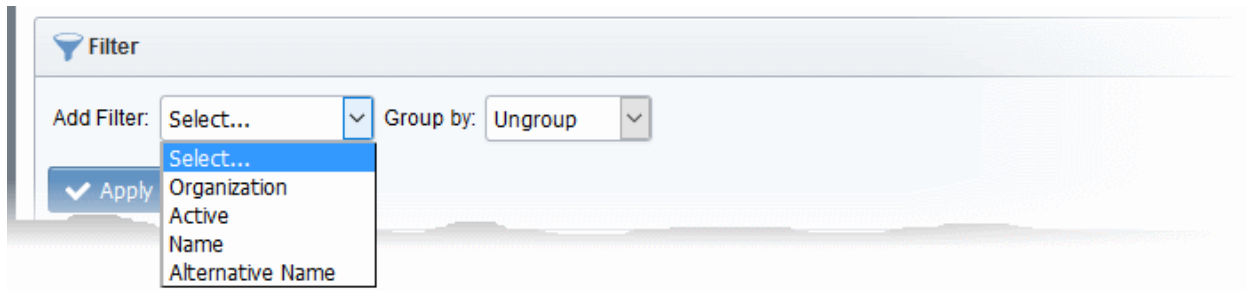 Filter
Add Filter: Select... Group by: Ungroup
Select...
Apply Organization
Active
Name
Alternative Name